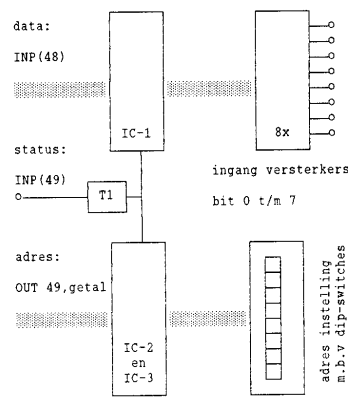 data:
INP(48)
IC-1
8x
status:
INP(49)
T1
ingang versterkers
bit 0 t/m 7
adres:
OUT 49,getal
IC-2
en
IC-3
adres instelling
m.b.v dip-switches